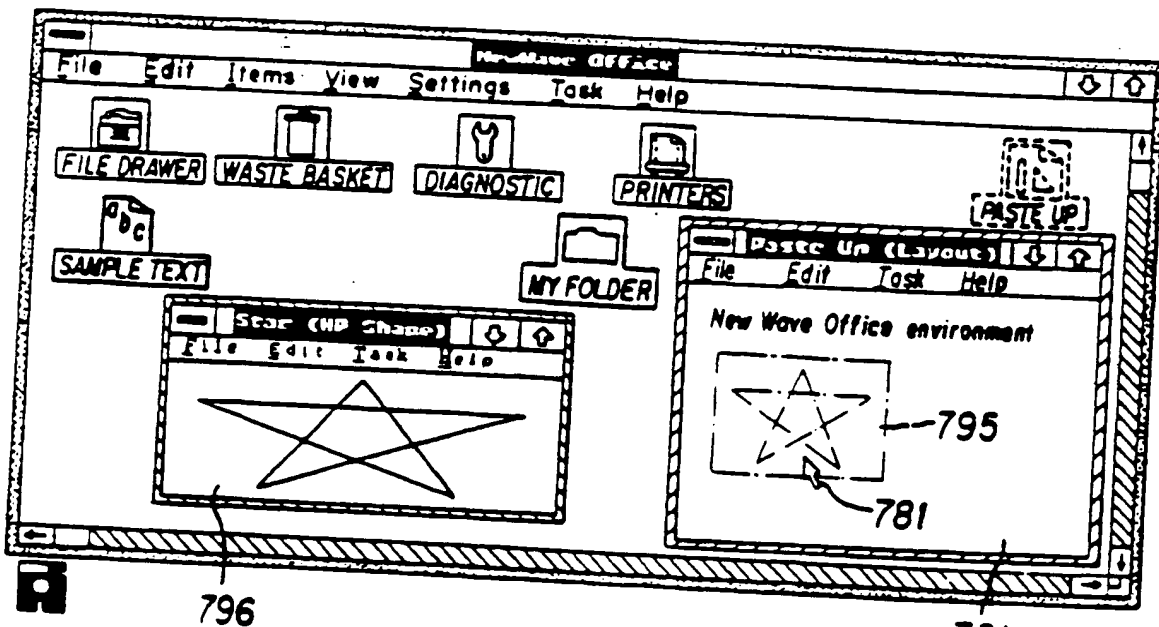 NewWave Office
File Edit Items View Settings Task Help
FILE DRAWER WASTE BASKET DIAGNOSTIC PRINTERS PASTE UP
abc
SAMPLE TEXT
MY FOLDER
Paste Up (Layout)
File Edit Task Help
New Wave Office environment
Star (HP Shape)
File Edit Task Help
795
781
796